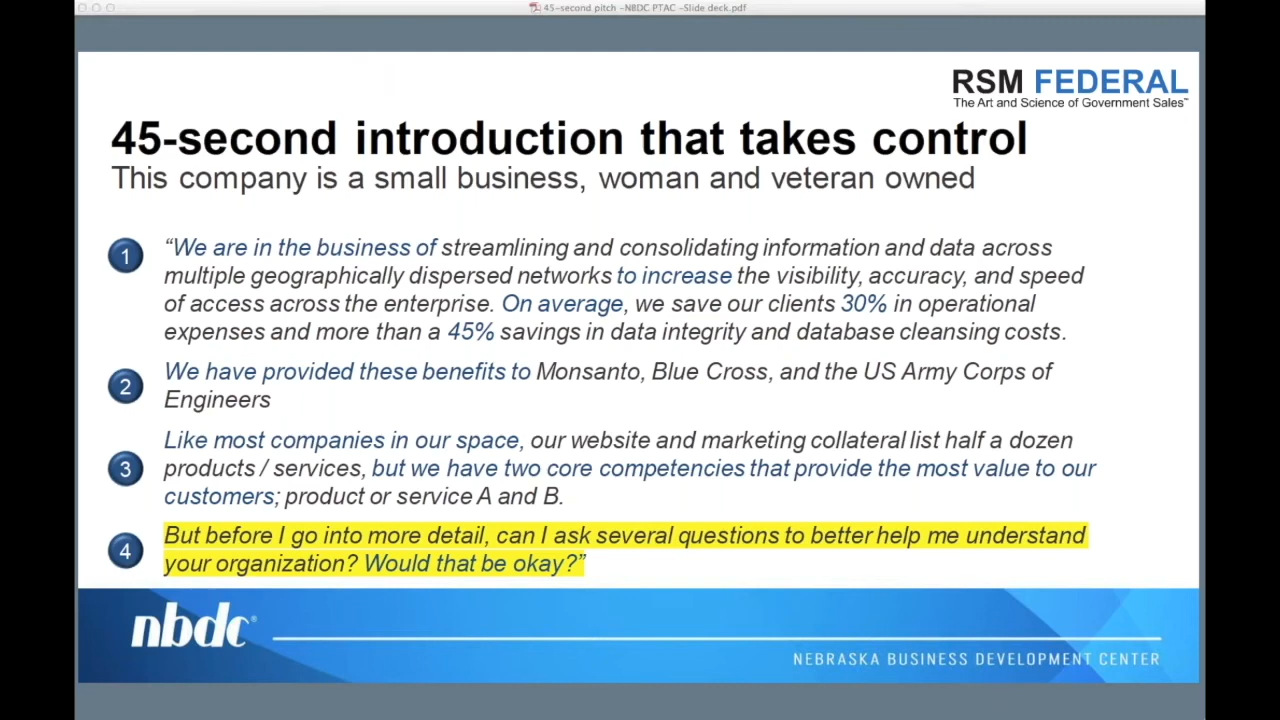 45-second pitch -NBDC PTAC -Slide deck.pdf
RSM FEDERAL
The Art and Science of Government Sales™
45-second introduction that takes control
This company is a small business, woman and veteran owned
1
“We are in the business of streamlining and consolidating information and data across
multiple geographically dispersed networks to increase the visibility, accuracy, and speed
of access across the enterprise. On average, we save our clients 30% in operational
expenses and more than a 45% savings in data integrity and database cleansing costs.
2
We have provided these benefits to Monsanto, Blue Cross, and the US Army Corps of
Engineers
3
Like most companies in our space, our website and marketing collateral list half a dozen
products / services, but we have two core competencies that provide the most value to our
customers; product or service A and B.
4
But before I go into more detail, can I ask several questions to better help me understand
your organization? Would that be okay?”
nbdc®
NEBRASKA BUSINESS DEVELOPMENT CENTER